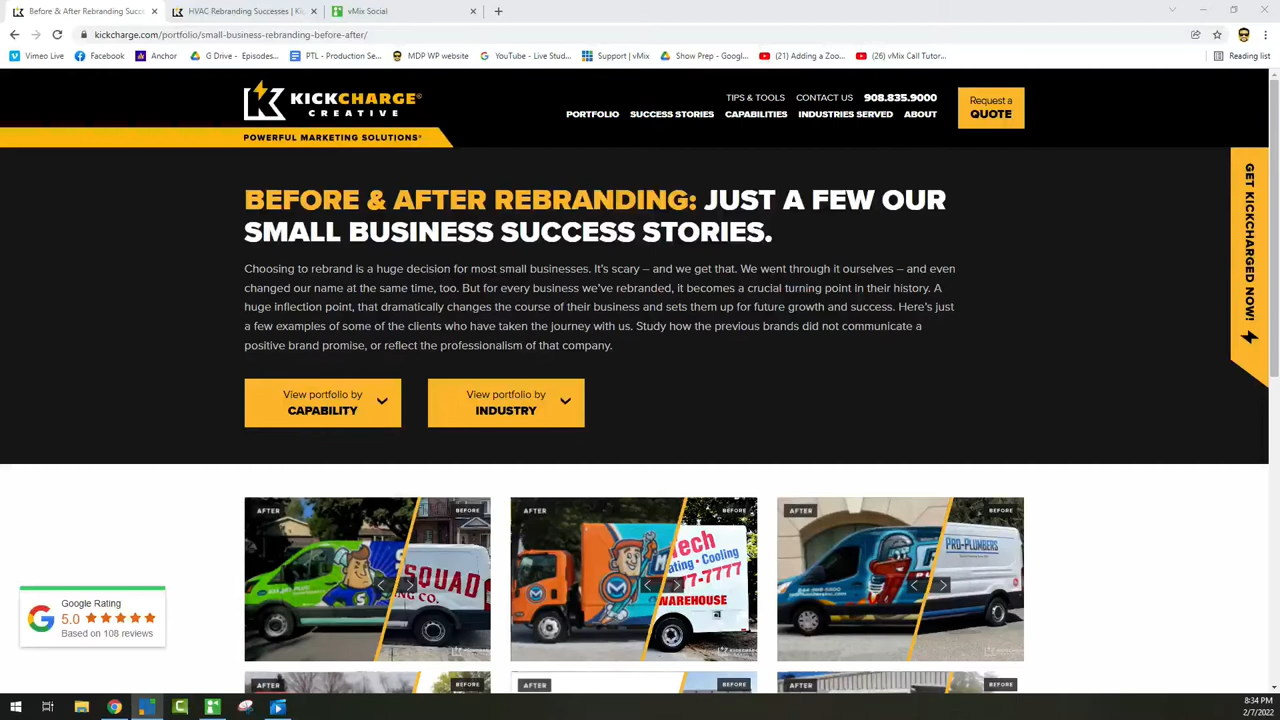 Before & After Rebranding Succ
HVAC Rebranding Successes | Ki
vMix Social
kickcharge.com/portfolio/small-business-rebranding-before-after/
Vimeo Live
Facebook
Anchor
G Drive - Episodes...
PTL - Production Se...
MDP WP website
YouTube - Live Stud...
Support | vMix
Show Prep - Googl...
(21) Adding a Zoo...
(26) vMix Call Tutor...
Reading list
KICKCHARGE®
CREATIVE
POWERFUL MARKETING SOLUTIONS®
TIPS & TOOLS CONTACT US 908.835.9000
PORTFOLIO SUCCESS STORIES CAPABILITIES INDUSTRIES SERVED ABOUT
Request a
QUOTE
GET KICKCHARGED NOW!
BEFORE & AFTER REBRANDING: JUST A FEW OUR
SMALL BUSINESS SUCCESS STORIES.
Choosing to rebrand is a huge decision for most small businesses. It's scary – and we get that. We went through it ourselves – and even
changed our name at the same time, too. But for every business we've rebranded, it becomes a crucial turning point in their history. A
huge inflection point, that dramatically changes the course of their business and sets them up for future growth and success. Here's just
a few examples of some of the clients who have taken the journey with us. Study how the previous brands did not communicate a
positive brand promise, or reflect the professionalism of that company.
View portfolio by
CAPABILITY
View portfolio by
INDUSTRY
AFTER
BEFORE
SQUAD
NG CO.
AFTER
BEFORE
Tech
ating • Cooling
77-7777
WAREHOUSE
AFTER
BEFORE
PRO-PLUMBERS
Google Rating
5.0
Based on 108 reviews
AFTER
BEFORE
AFTER
BEFORE
AFTER
BEFORE
8:34 PM
2/7/2022